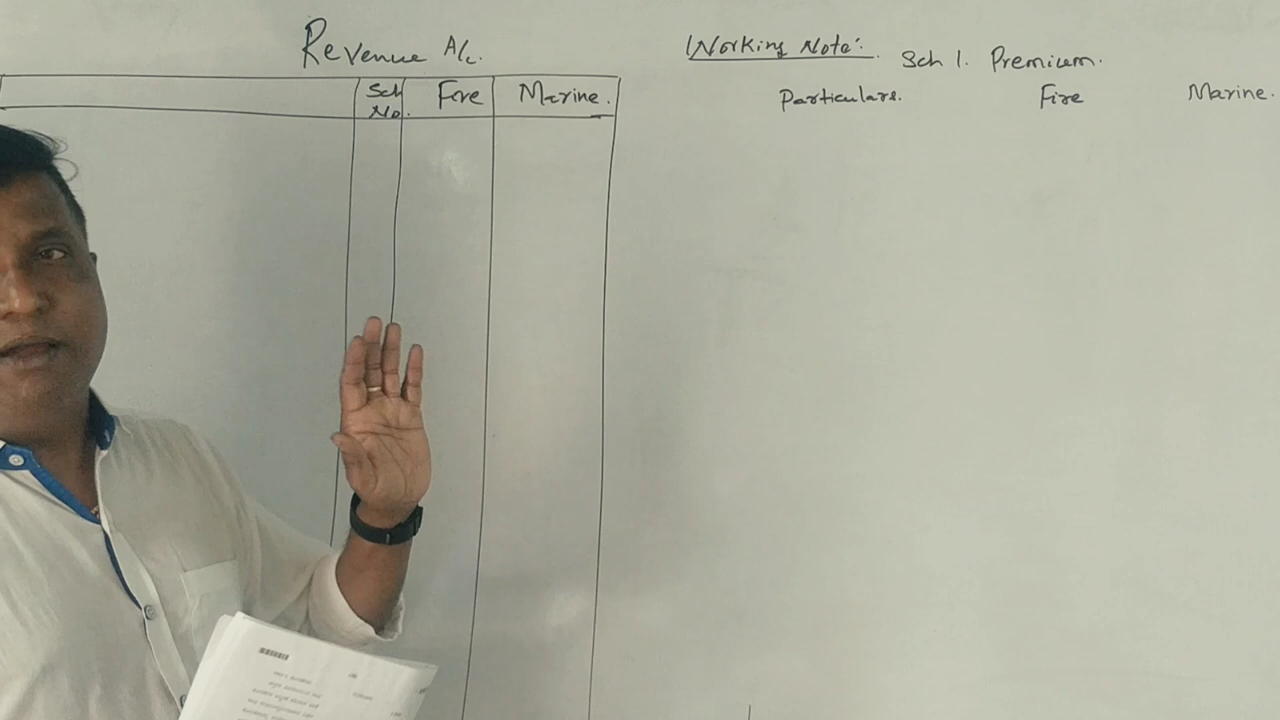 Revenue A/c.
Sch No. Fire Marine.
Working Note:. Sch 1. Premium.
Particulars. Fire Marine.